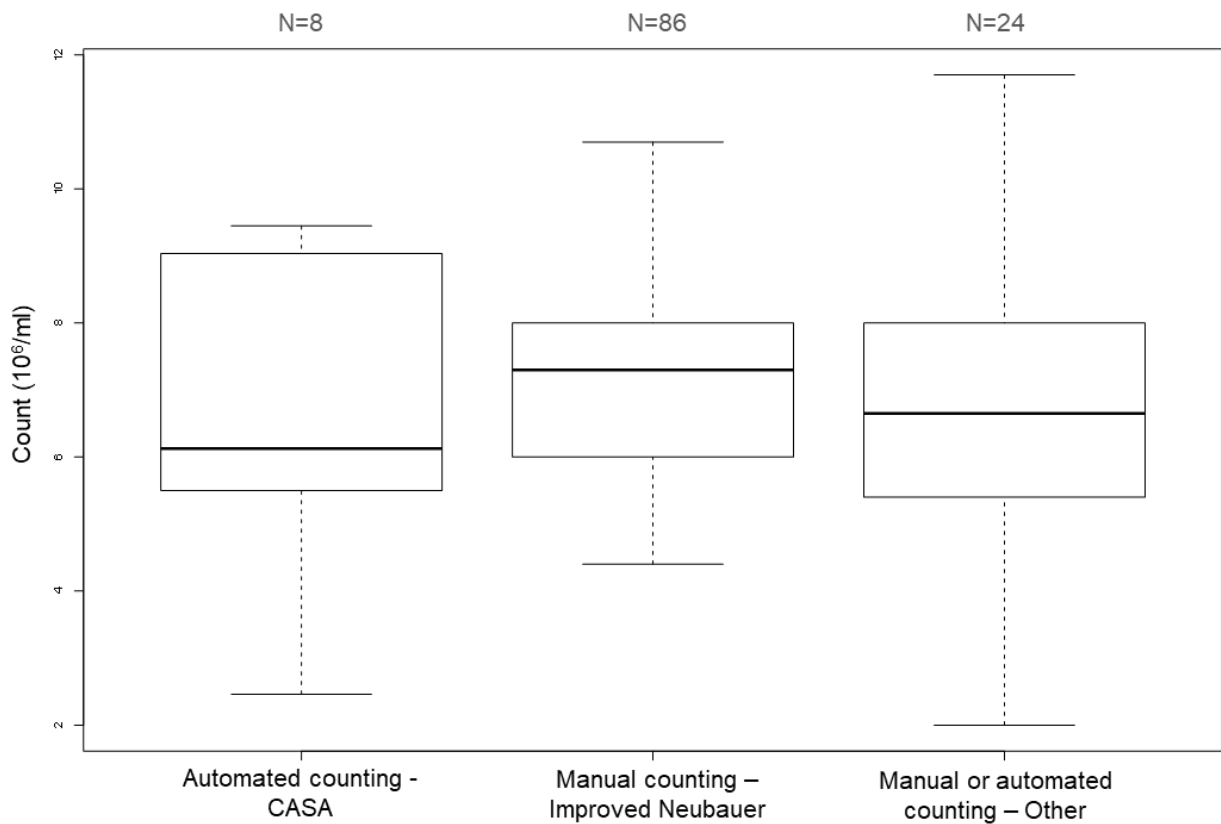 N=8 N=86 N=24
12
10
8
6
4
2
Count (10⁶/ml)
Automated counting -
CASA
Manual counting –
Improved Neubauer
Manual or automated
counting – Other